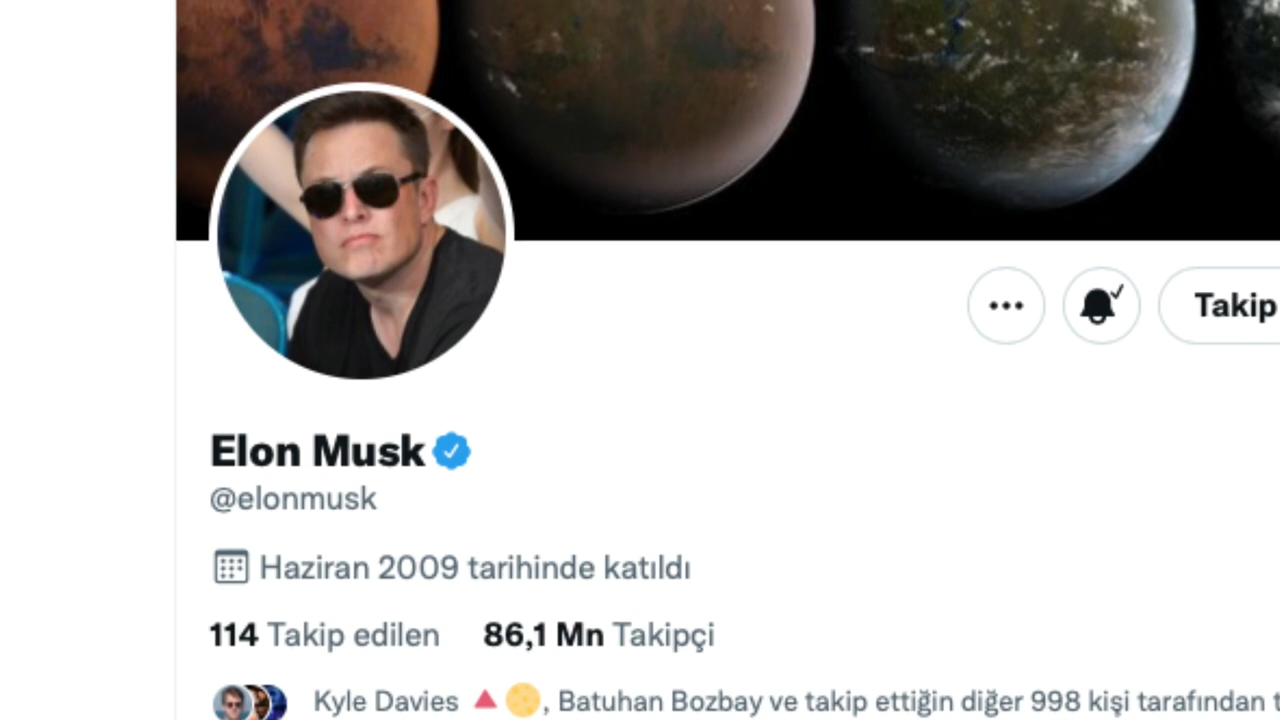 Takip
Elon Musk
@elonmusk
Haziran 2009 tarihinde katıldı
114 Takip edilen 86,1 Mn Takipçi
Kyle Davies 🔺🌕, Batuhan Bozbay ve takip ettiğin diğer 998 kişi tarafından